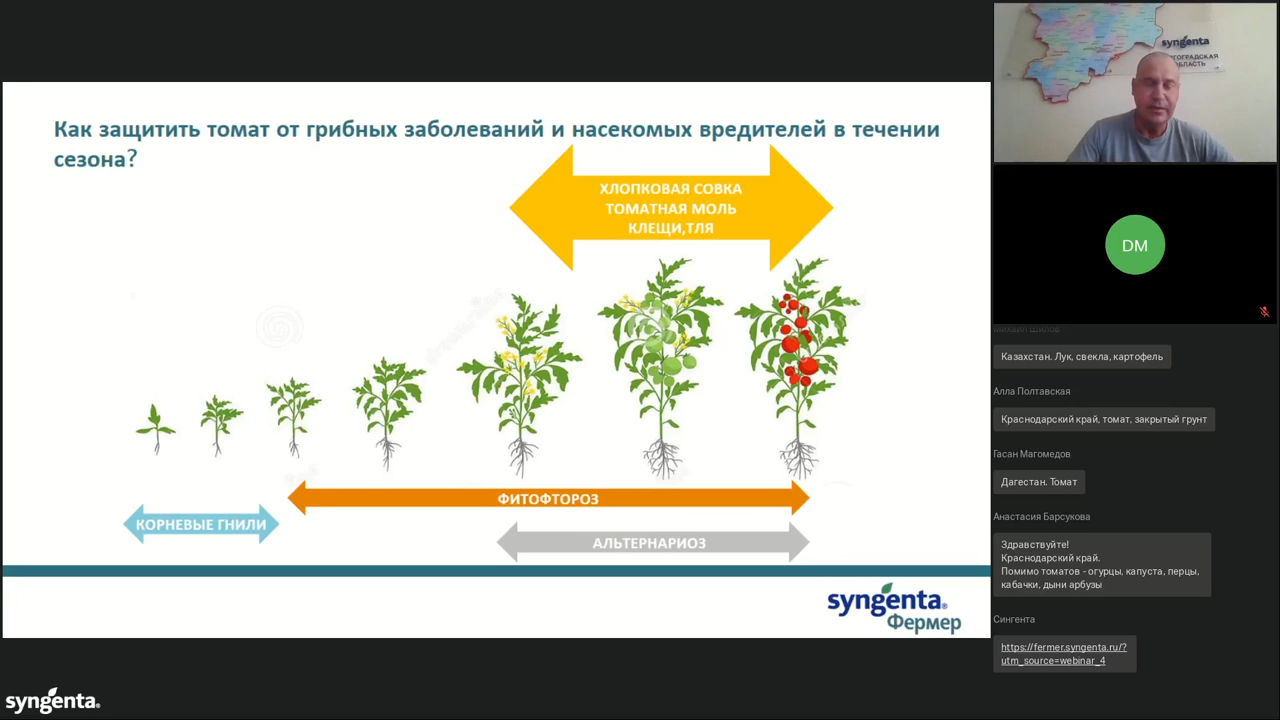 Как защитить томат от грибных заболеваний и насекомых вредителей в течении
сезона?
ХЛОПКОВАЯ СОВКА
ТОМАТНАЯ МОЛЬ
КЛЕЩИ,ТЛЯ
ФИТОФТОРОЗ
КОРНЕВЫЕ ГНИЛИ
АЛЬТЕРНАРИОЗ
syngenta®
Фермер
syngenta®
syngenta
ОБЛАСТЬ
DM
Михаил Шилов
Казахстан. Лук, свекла, картофель
Алла Полтавская
Краснодарский край, томат, закрытый грунт
Гасан Магомедов
Дагестан. Томат
Анастасия Барсукова
Здравствуйте!
Краснодарский край.
Помимо томатов - огурцы, капуста, перцы,
кабачки, дыни арбузы
Сингента
https://fermer.syngenta.ru/?
utm_source=webinar_4